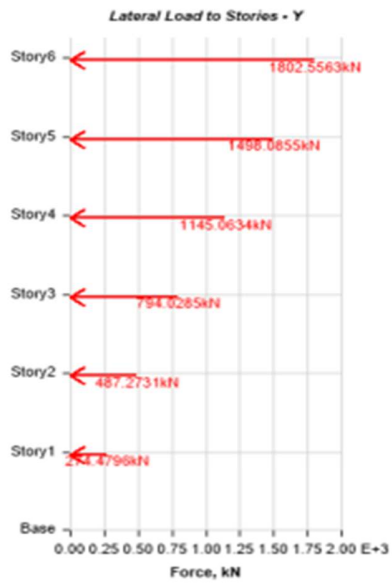 Lateral Load to Stories - Y
Story6
1802.5563kN
Story5
1498.0855kN
Story4
1145.0634kN
Story3
794.0285kN
Story2
487.2731kN
Story1
274.4796kN
Base
0.00 0.25 0.50 0.75 1.00 1.25 1.50 1.75 2.00 E+3
Force, kN